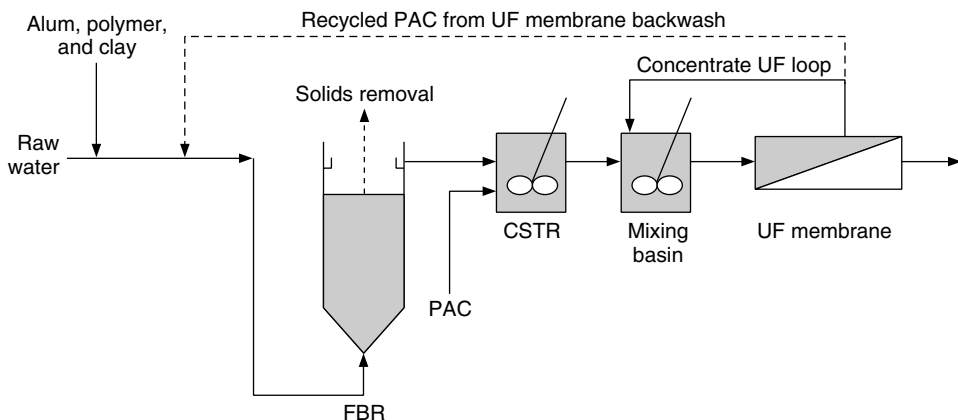 Recycled PAC from UF membrane backwash
Alum, polymer,
and clay
Concentrate UF loop
Solids removal
Raw
water
CSTR
Mixing
basin
UF membrane
PAC
FBR